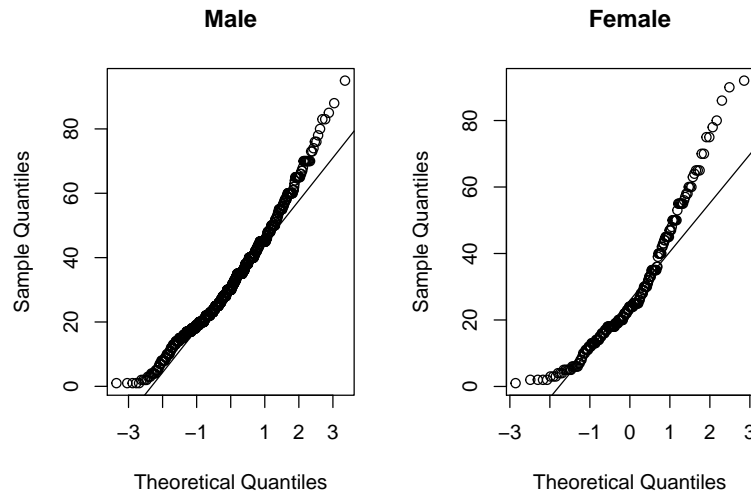 Male
Female
Sample Quantiles
0 20 40 60 80
−3 −1 1 2 3
Theoretical Quantiles
Sample Quantiles
0 20 40 60 80
−3 −1 0 1 2 3
Theoretical Quantiles